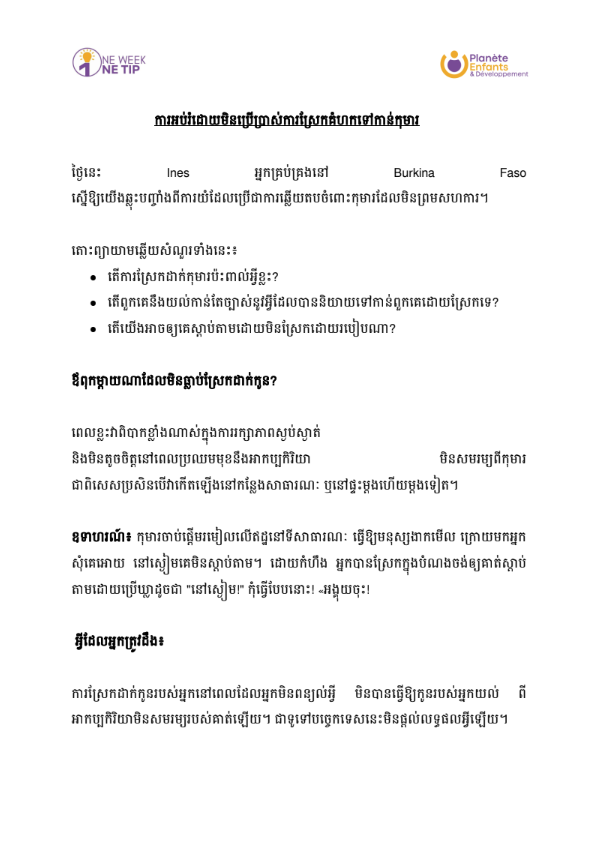 ONE WEEK
ONE TIP
Planète
Enfants
& Développement
ការអប់រំដោយមិនប្រើប្រាស់ការស្រែកគំហកទៅកាន់កុមារ
ថ្ងៃនេះ Ines អ្នកគ្រប់គ្រងនៅ Burkina Faso
ស្នើឱ្យយើងឆ្លុះបញ្ចាំងពីការយំដែលប្រើជាការឆ្លើយតបចំពោះកុមារដែលមិនព្រមសហការ។
តោះព្យាយាមឆ្លើយសំណួរទាំងនេះ៖
● តើការស្រែកដាក់កុមារប៉ះពាល់អ្វីខ្លះ?
● តើពួកគេនឹងយល់កាន់តែច្បាស់នូវអ្វីដែលបាននិយាយទៅកាន់ពួកគេដោយស្រែកទេ?
● តើយើងអាចឲ្យគេស្តាប់តាមដោយមិនស្រែកដោយរបៀបណា?
ឪពុកម្តាយណាដែលមិនធ្លាប់ស្រែកដាក់កូន?
ពេលខ្លះវាពិបាកខ្លាំងណាស់ក្នុងការរក្សាភាពស្ងប់ស្ងាត់
និងមិនតូចចិត្តនៅពេលប្រឈមមុខនឹងអាកប្បកិរិយា មិនសមរម្យពីកុមារ
ជាពិសេសប្រសិនបើវាកើតឡើងនៅកន្លែងសាធារណៈ ឬនៅផ្ទះម្តងហើយម្តងទៀត។
ឧទាហរណ៍៖ កុមារចាប់ផ្តើមរមៀលលើឥដ្ឋនៅទីសាធារណៈ ធ្វើឱ្យមនុស្សងាកមើល ក្រោយមកអ្នក
សុំគេអោយ នៅស្ងៀមគេមិនស្តាប់តាម។ ដោយកំហឹង អ្នកបានស្រែកក្នុងបំណងចង់ឲ្យគាត់ស្តាប់
តាមដោយប្រើឃ្លាដូចជា "នៅស្ងៀម!" កុំធ្វើបែបនោះ! «អង្គុយចុះ!
អ្វីដែលអ្នកត្រូវដឹង៖
ការស្រែកដាក់កូនរបស់អ្នកនៅពេលដែលអ្នកមិនពន្យល់អ្វី មិនបានធ្វើឱ្យកូនរបស់អ្នកយល់ ពី
អាកប្បកិរិយាមិនសមរម្យរបស់គាត់ឡើយ។ ជាទូទៅបច្ចេកទេសនេះមិនផ្តល់លទ្ធផលអ្វីឡើយ។